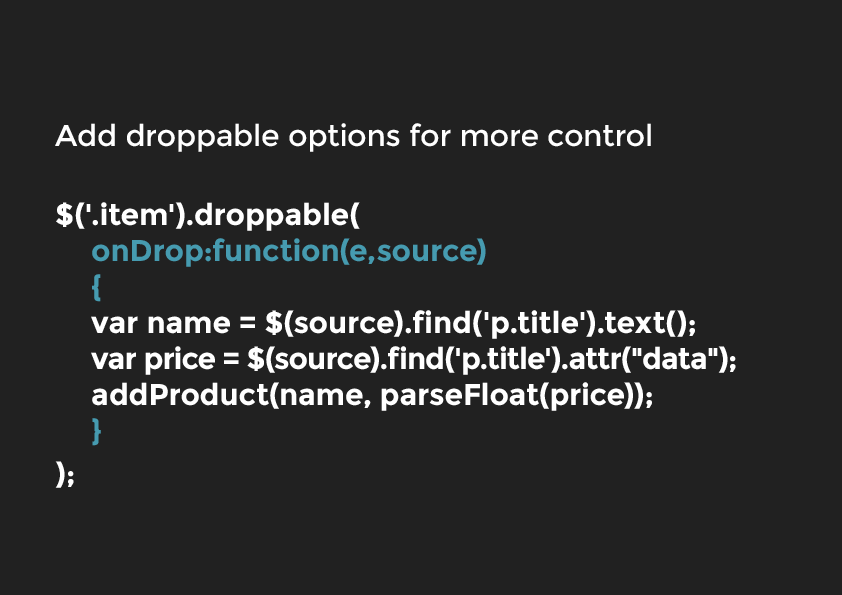 Add droppable options for more control
$('.item').droppable(
onDrop:function(e,source)
{
var name = $(source).find('p.title').text();
var price = $(source).find('p.title').attr("data");
addProduct(name, parseFloat(price));
}
);